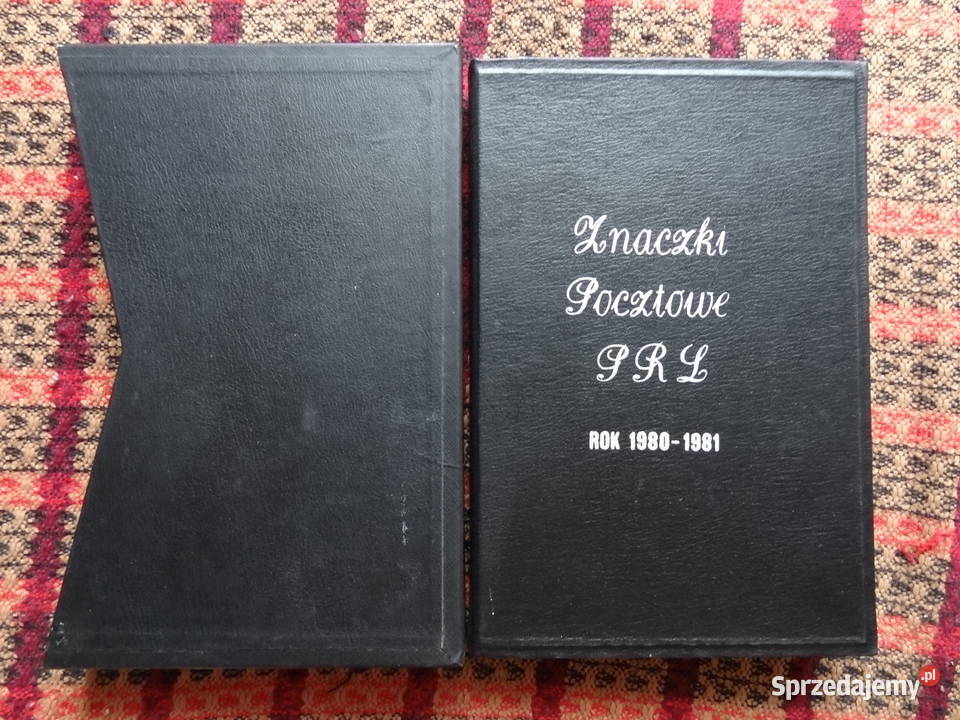 Znaczki
Pocztowe
PRL
ROK 1980-1981
Sprzedajemy.pl